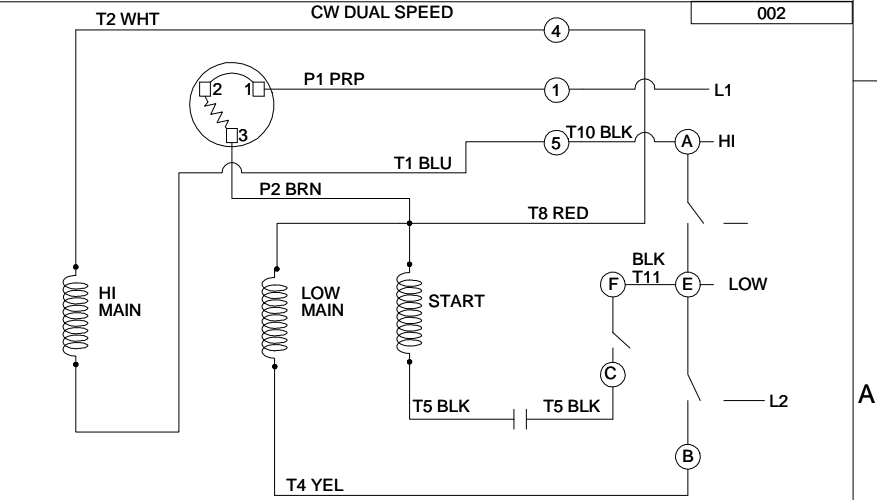 CW DUAL SPEED
002
T2 WHT
4
2
1
P1 PRP
1
L1
3
T10 BLK
5
A
HI
T1 BLU
P2 BRN
T8 RED
BLK
T11
F
E
LOW
HI
MAIN
LOW
MAIN
START
C
A
T5 BLK
T5 BLK
L2
B
T4 YEL